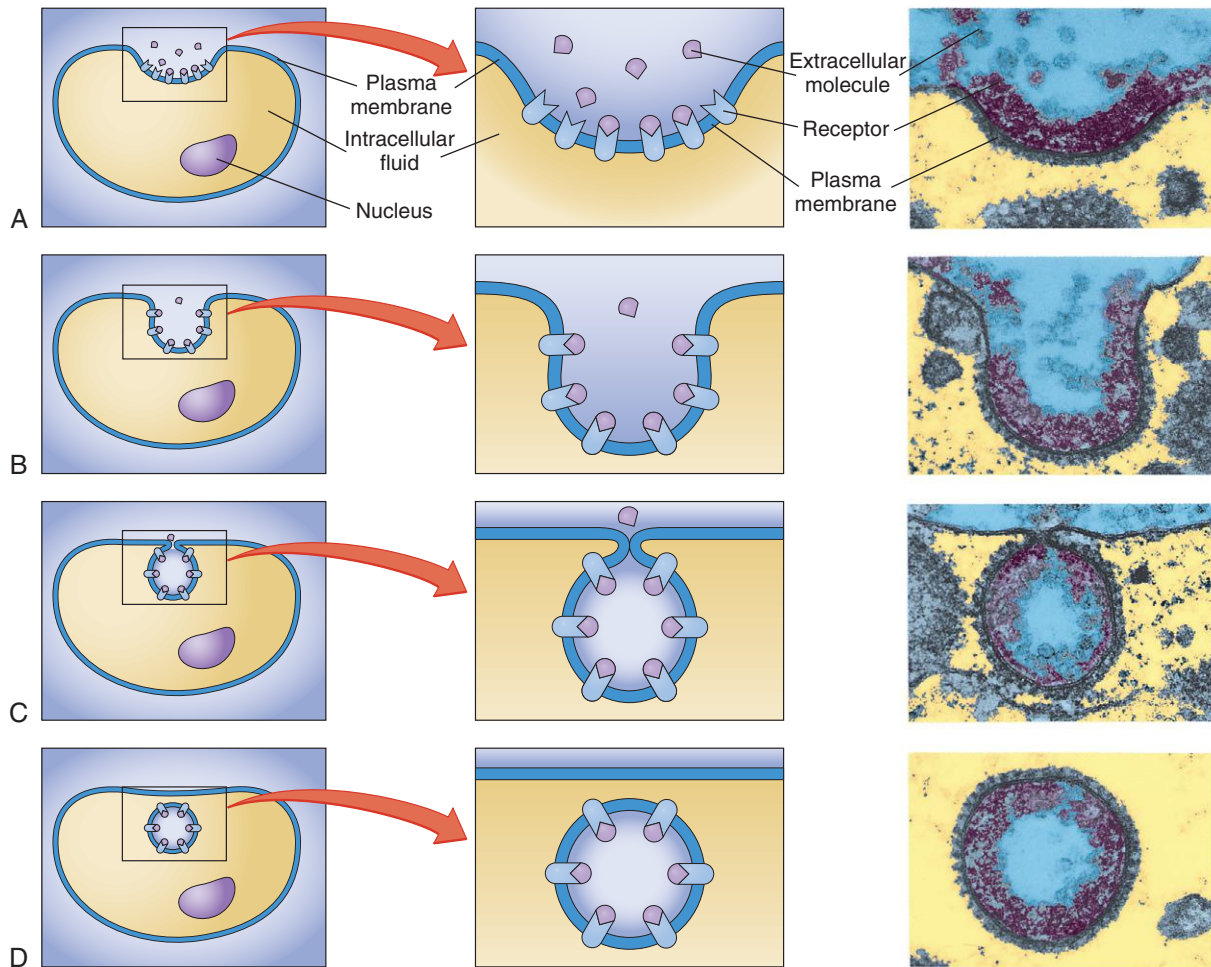 Plasma
membrane
Intracellular
fluid
Nucleus
Extracellular
molecule
Receptor
Plasma
membrane
A
B
C
D